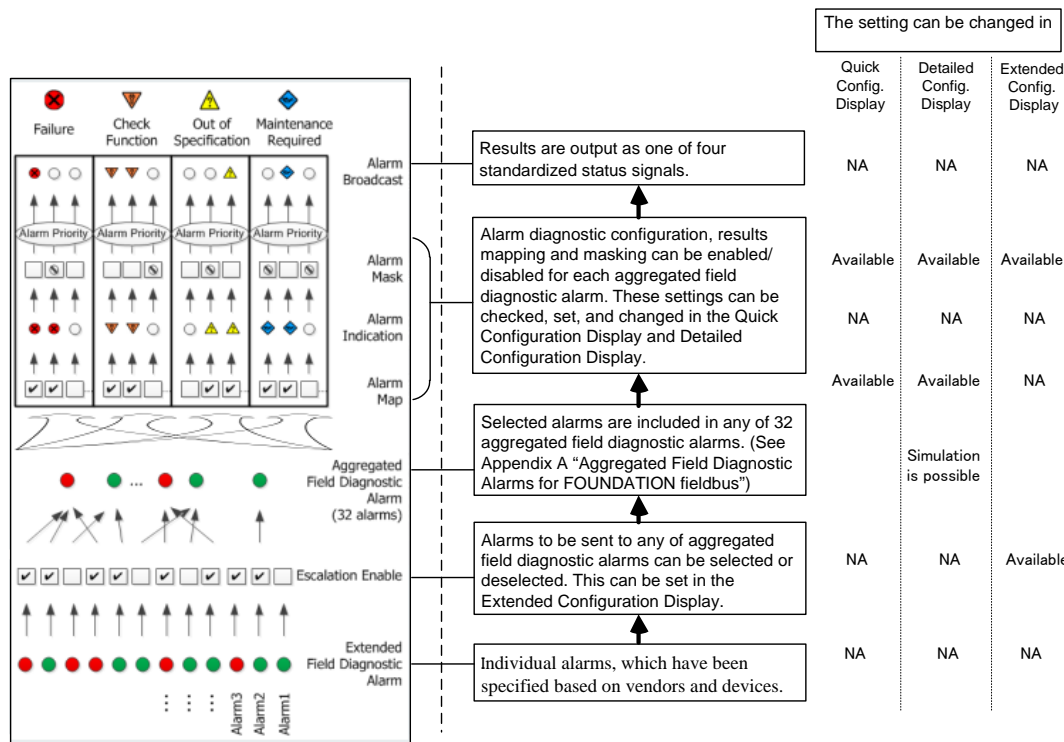 The setting can be changed in
Quick
Config.
Display
Detailed
Config.
Display
Extended
Config.
Display
Failure
Check
Function
Out of
Specification
Maintenance
Required
Alarm
Broadcast
Results are output as one of four
standardized status signals.
NA NA NA
Alarm Priority Alarm Priority Alarm Priority Alarm Priority
Alarm
Mask
Alarm
Indication
Alarm
Map
Alarm diagnostic configuration, results
mapping and masking can be enabled/
disabled for each aggregated field
diagnostic alarm. These settings can be
checked, set, and changed in the Quick
Configuration Display and Detailed
Configuration Display.
Available Available Available
NA NA NA
Available Available NA
Aggregated
Field Diagnostic
Alarm
(32 alarms)
...
Selected alarms are included in any of 32
aggregated field diagnostic alarms. (See
Appendix A “Aggregated Field Diagnostic
Alarms for FOUNDATION fieldbus”)
Simulation
is possible
Escalation Enable
Alarms to be sent to any of aggregated
field diagnostic alarms can be selected or
deselected. This can be set in the
Extended Configuration Display.
NA NA Available
Extended
Field Diagnostic
Alarm
Individual alarms, which have been
specified based on vendors and devices.
NA NA NA
... ... ... Alarm3 Alarm2 Alarm1